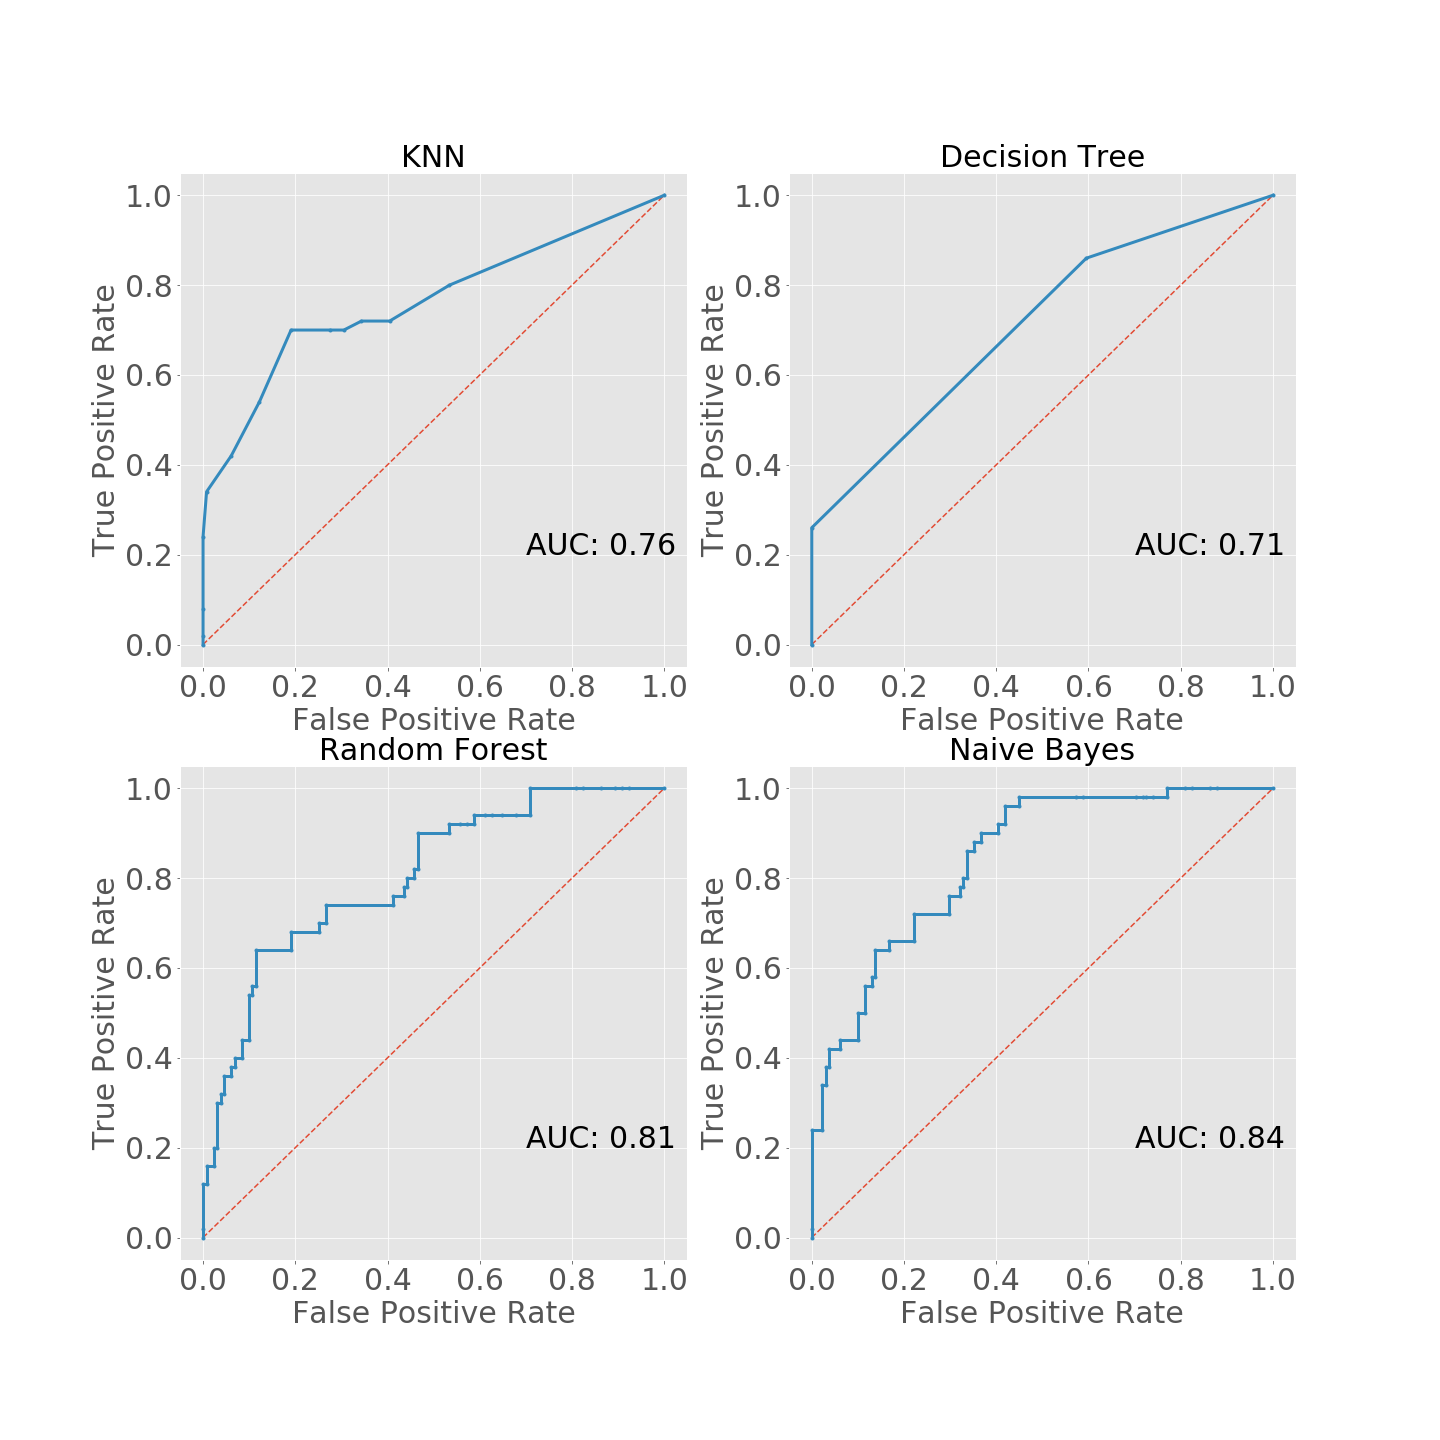 KNN
1.0
0.8
0.6
0.4
0.2
0.0
True Positive Rate
AUC: 0.76
0.0 0.2 0.4 0.6 0.8 1.0
False Positive Rate
Decision Tree
1.0
0.8
0.6
0.4
0.2
0.0
True Positive Rate
AUC: 0.71
0.0 0.2 0.4 0.6 0.8 1.0
False Positive Rate
Random Forest
1.0
0.8
0.6
0.4
0.2
0.0
True Positive Rate
AUC: 0.81
0.0 0.2 0.4 0.6 0.8 1.0
False Positive Rate
Naive Bayes
1.0
0.8
0.6
0.4
0.2
0.0
True Positive Rate
AUC: 0.84
0.0 0.2 0.4 0.6 0.8 1.0
False Positive Rate